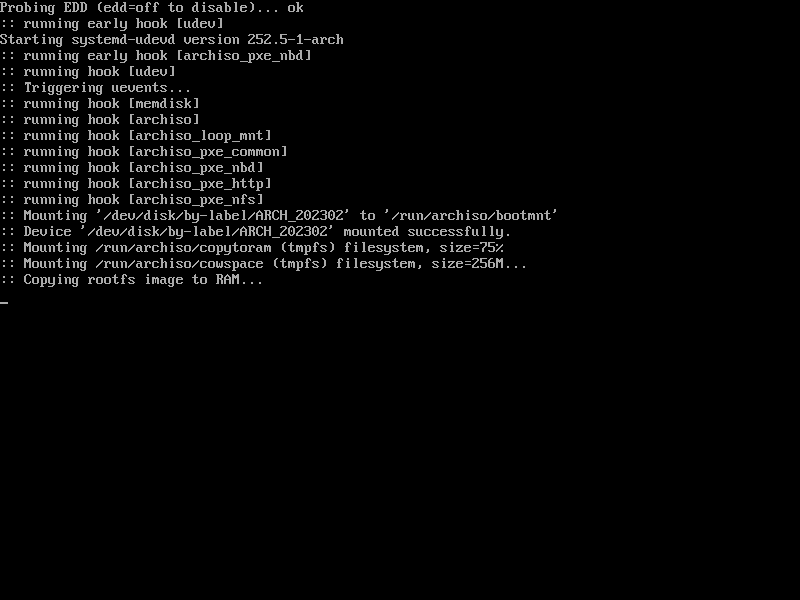 Probing EDD (edd=off to disable)... ok
:: running early hook [udev]
Starting systemd-udevd version 252.5-1-arch
:: running early hook [archiso_pxe_nbd]
:: running hook [udev]
:: Triggering uevents...
:: running hook [memdisk]
:: running hook [archiso]
:: running hook [archiso_loop_mnt]
:: running hook [archiso_pxe_common]
:: running hook [archiso_pxe_nbd]
:: running hook [archiso_pxe_http]
:: running hook [archiso_pxe_nfs]
:: Mounting '/dev/disk/by-label/ARCH_202302' to '/run/archiso/bootmnt'
:: Device '/dev/disk/by-label/ARCH_202302' mounted successfully.
:: Mounting /run/archiso/copytoram (tmpfs) filesystem, size=75%
:: Mounting /run/archiso/cowspace (tmpfs) filesystem, size=256M...
:: Copying rootfs image to RAM...